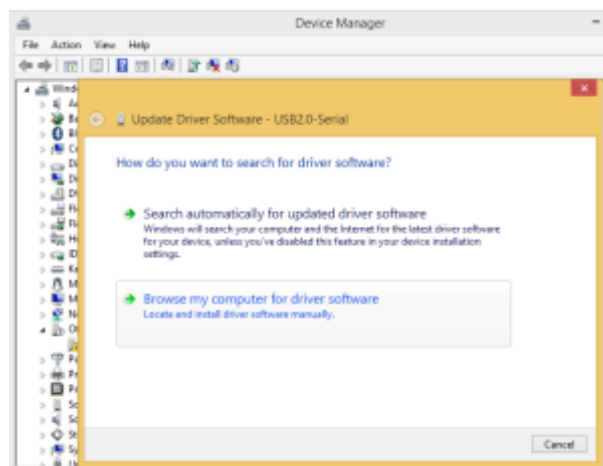 Device Manager
File Action View Help
Update Driver Software - USB2.0-Serial
How do you want to search for driver software?
Search automatically for updated driver software
Windows will search your computer and the Internet for the latest driver software
for your device, unless you've disabled this feature in your device installation
settings.
Browse my computer for driver software
Locate and install driver software manually.
Cancel